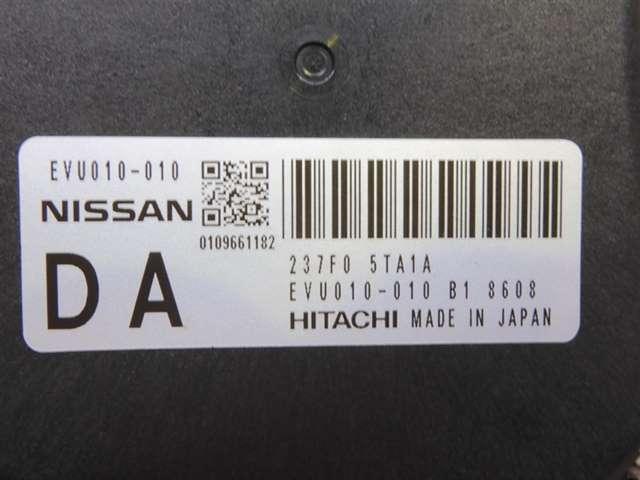 EVU010-010
NISSAN
0109661182
DA
237F0 5TA1A
EVU010-010 B1 8608
HITACHI MADE IN JAPAN